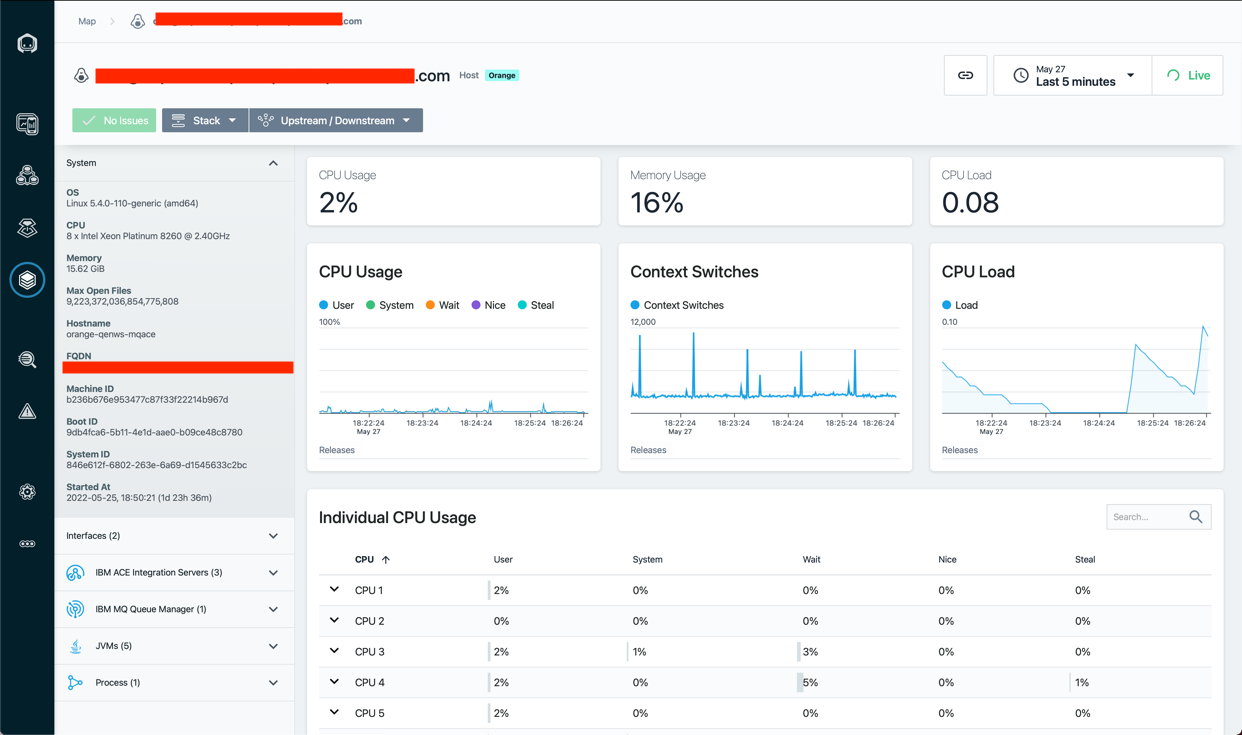 Map
.com
.com Host Orange
May 27
Last 5 minutes
Live
No Issues
Stack
Upstream / Downstream
System
OS
Linux 5.4.0-110-generic (amd64)
CPU
8 x Intel Xeon Platinum 8260 @ 2.40GHz
Memory
15.62 GiB
Max Open Files
9,223,372,036,854,775,808
Hostname
orange-qenws-mqace
FQDN
Machine ID
b236b676e953477c87f33f22214b967d
Boot ID
9db4fca6-5b11-4e1d-aae0-b09ce48c8780
System ID
846e612f-6802-263e-6a69-d1545633c2bc
Started At
2022-05-25, 18:50:21 (1d 23h 36m)
Interfaces (2)
IBM ACE Integration Servers (3)
IBM MQ Queue Manager (1)
JVMs (5)
Process (1)
CPU Usage
2%
Memory Usage
16%
CPU Load
0.08
CPU Usage
User System Wait Nice Steal
100%
18:22:24 18:23:24 18:24:24 18:25:24 18:26:24
May 27
Releases
Context Switches
Context Switches
12,000
18:22:24 18:23:24 18:24:24 18:25:24 18:26:24
May 27
Releases
CPU Load
Load
0.10
18:22:24 18:23:24 18:24:24 18:25:24 18:26:24
May 27
Releases
Individual CPU Usage
Search...
CPU User System Wait Nice Steal
CPU 1 2% 0% 0% 0% 0%
CPU 2 0% 0% 0% 0% 0%
CPU 3 2% 1% 3% 0% 0%
CPU 4 2% 0% 5% 0% 1%
CPU 5 2% 0% 0% 0% 0%